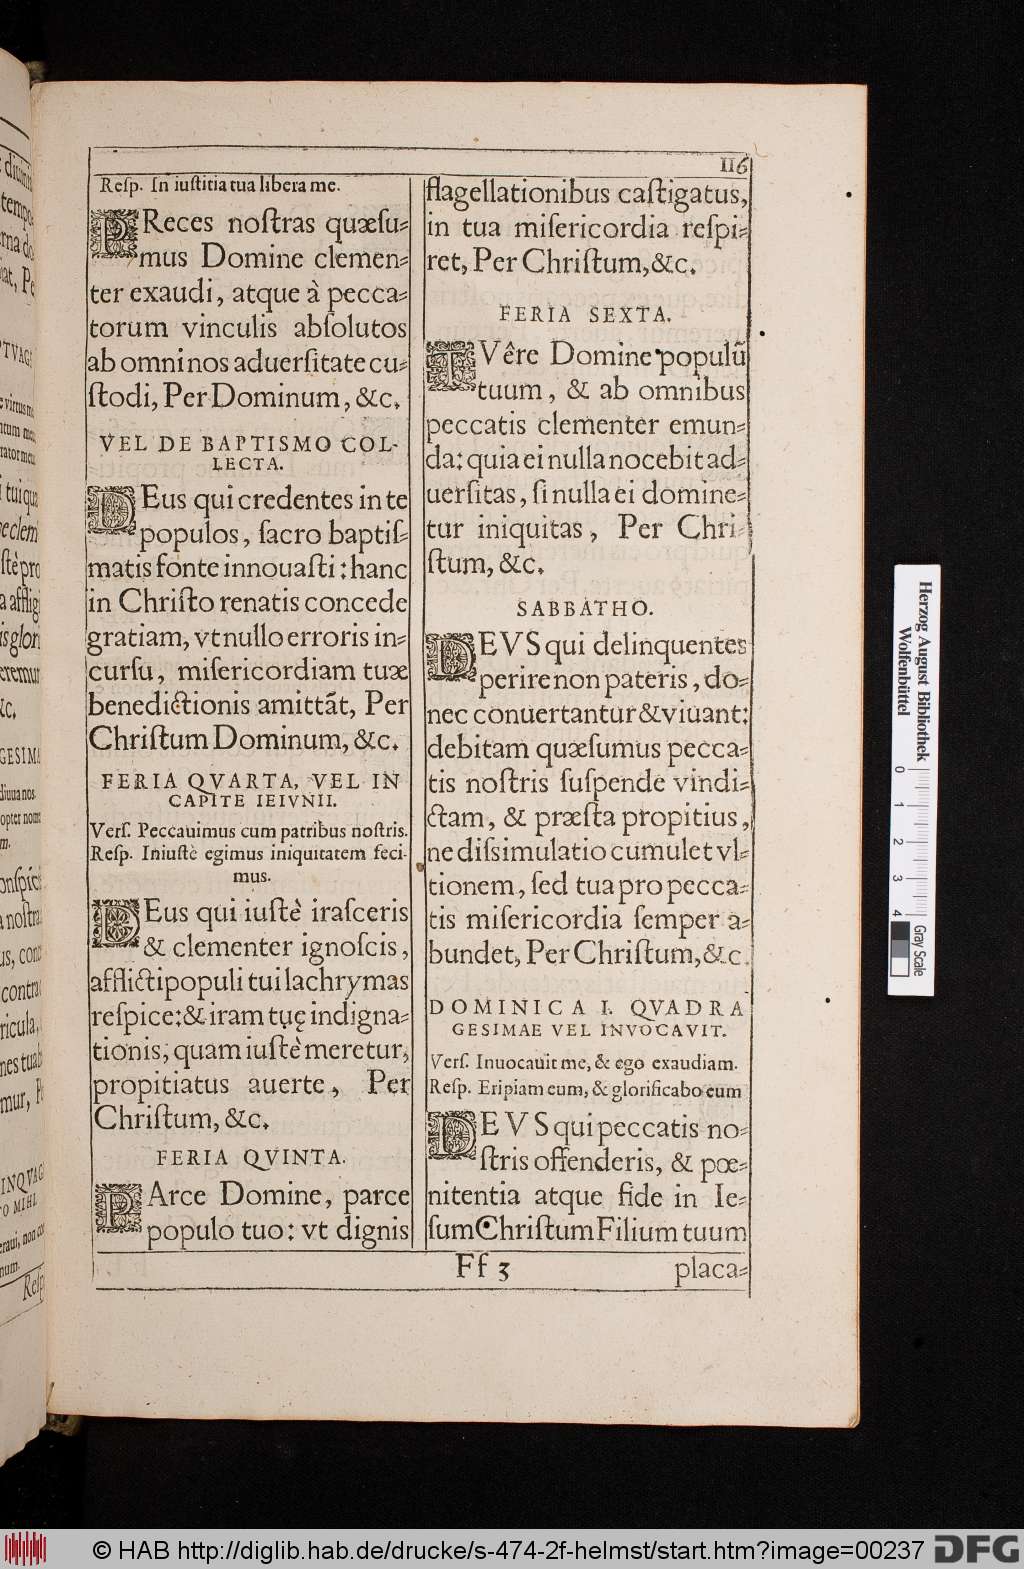 116
Reſp. In iuſtitia tua libera me.
PReces noſtras quæſu-
mus Domine clemen-
ter exaudi, atque à pecca-
torum vinculis abſolutos
ab omni nos aduerſitate cu-
ſtodi, Per Dominum, &c.
VEL DE BAPTISMO COL-
LECTA.
DEus qui credentes in te
populos, ſacro baptiſ-
matis fonte innouaſti: hanc
in Chriſto renatis concede
gratiam, vt nullo erroris in-
curſu, miſericordiam tuæ
benedictionis amittãt, Per
Chriſtum Dominum, &c.
FERIA QVARTA, VEL IN
CAPITE IEIVNII.
Verſ. Peccauimus cum patribus noſtris.
Reſp. Iniuſtè egimus iniquitatem feci-
mus.
DEus qui iuſtè iraſceris
& clementer ignoſcis,
afflicti populi tui lachrymas
reſpice: & iram tuę indigna-
tionis, quam iuſtè meretur,
propitiatus auerte, Per
Chriſtum, &c.
FERIA QVINTA.
PArce Domine, parce
populo tuo: vt dignis
flagellationibus caſtigatus,
in tua miſericordia reſpi-
ret, Per Chriſtum, &c.
FERIA SEXTA.
TVêre Domine populũ
tuum, & ab omnibus
peccatis clementer emun-
da: quia ei nulla nocebit ad-
uerſitas, ſi nulla ei domine-
tur iniquitas, Per Chri-
ſtum, &c.
SABBATHO.
DEVS qui delinquentes
perire non pateris, do-
nec conuertantur & viuant:
debitam quæſumus pecca-
tis noſtris ſuſpende vindi-
ctam, & præſta propitius,
ne diſsimulatio cumulet vl-
tionem, ſed tua pro pecca-
tis miſericordia ſemper a-
bundet, Per Chriſtum, &c.
DOMINICA I. QVADRA
GESIMAE VEL INVOCAVIT.
Verſ. Inuocauit me, & ego exaudiam.
Reſp. Eripiam eum, & glorificabo eum
DEVS qui peccatis no-
ſtris offenderis, & pœ-
nitentia atque fide in Ie-
ſum Chriſtum Filium tuum
Ff 3
placa-
Herzog August Bibliothek
Wolfenbüttel
0 1 2 3 4
Gray Scale
© HAB http://diglib.hab.de/drucke/s-474-2f-helmst/start.htm?image=00237
DFG